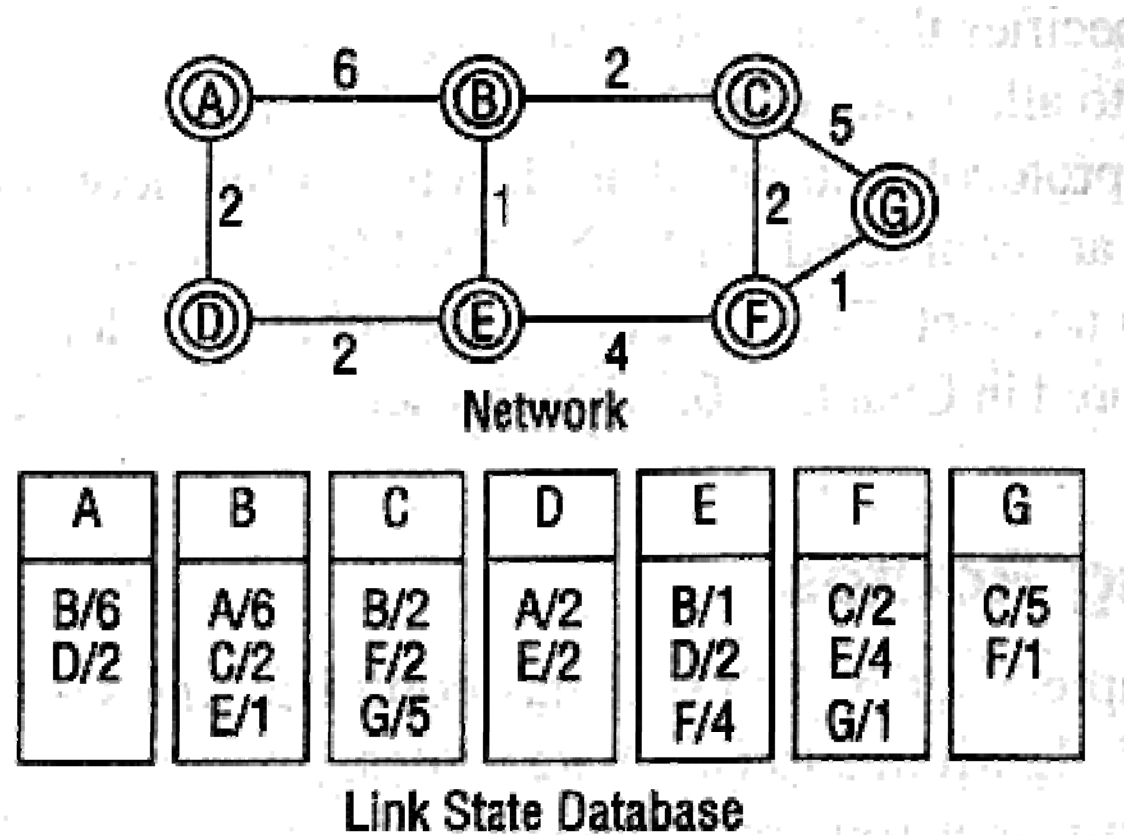 A 6 B 2 C
5
2 1 2 G
1
D 2 E 4 F
Network
A B C D E F G
B/6 A/6 B/2 A/2 B/1 C/2 C/5
D/2 C/2 F/2 E/2 D/2 E/4 F/1
E/1 G/5 F/4 G/1
Link State Database